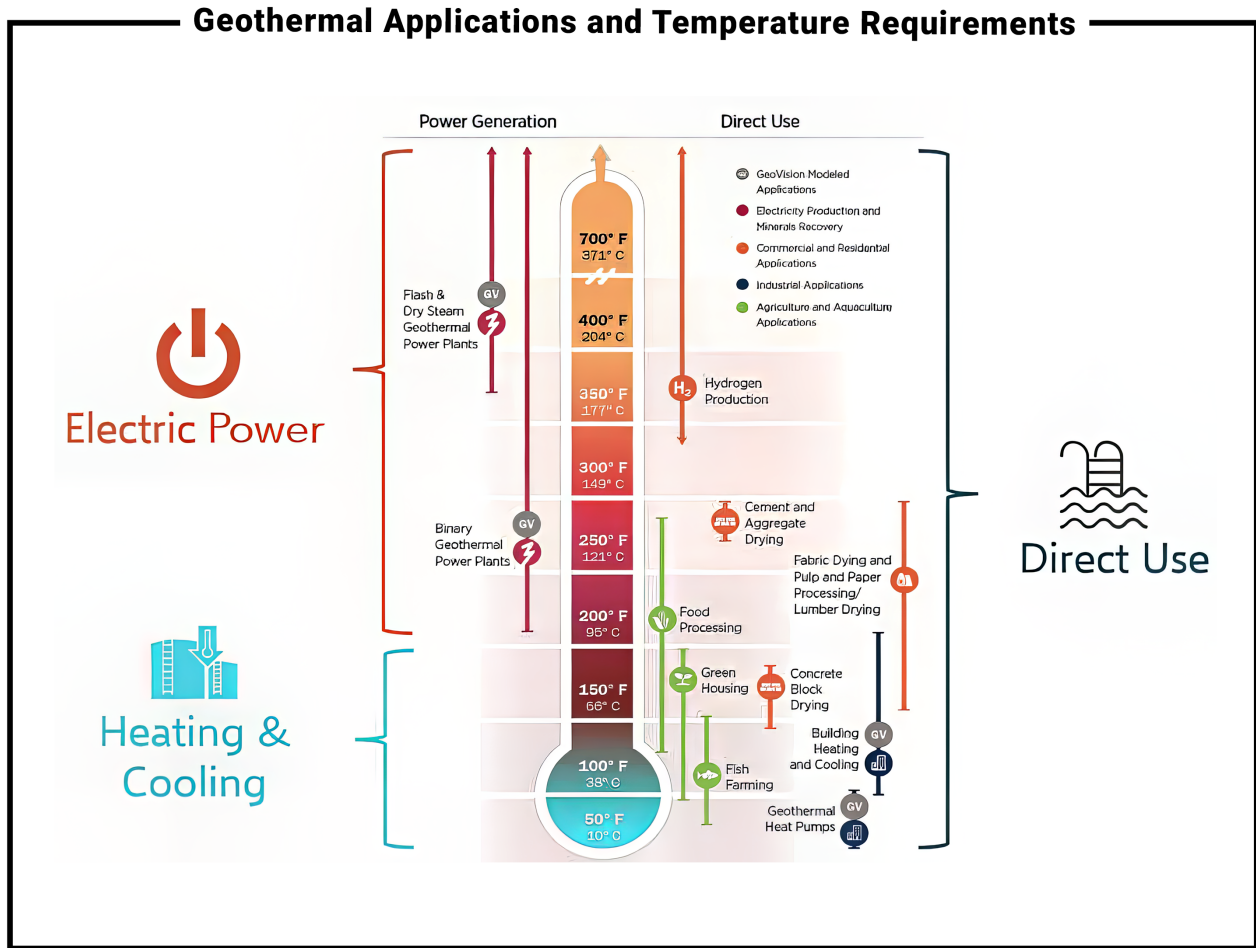 Geothermal Applications and Temperature Requirements
Power Generation
Direct Use
GeoVision Modeled
Applications
Electricity Production and
Minerals Recovery
Commercial and Residential
Applications
Industrial Applications
Agriculture and Aquaculture
Applications
700° F
371° C
400° F
204° C
350° F
177° C
300° F
149° C
250° F
121° C
200° F
95° C
150° F
66° C
100° F
38° C
50° F
10° C
Flash &
Dry Steam
Geothermal
Power Plants
GV
Binary
Geothermal
Power Plants
GV
H₂
Hydrogen
Production
Cement and
Aggregate
Drying
Fabric Dying and
Pulp and Paper
Processing/
Lumber Drying
Food
Processing
Green
Housing
Concrete
Block
Drying
Building
Heating
and Cooling
GV
Fish
Farming
Geothermal
Heat Pumps
GV
Electric Power
Heating &
Cooling
Direct Use